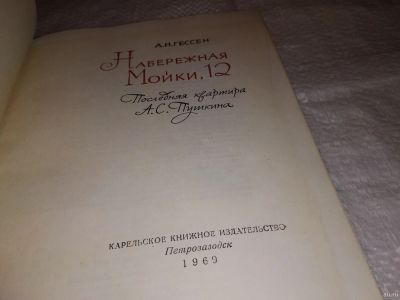 А.И.ГЕССЕН
НАБЕРЕЖНАЯ
МОЙКИ, 12
Последняя квартира
А.С.Пушкина
КАРЕЛЬСКОЕ КНИЖНОЕ ИЗДАТЕЛЬСТВО
Петрозаводск
1969